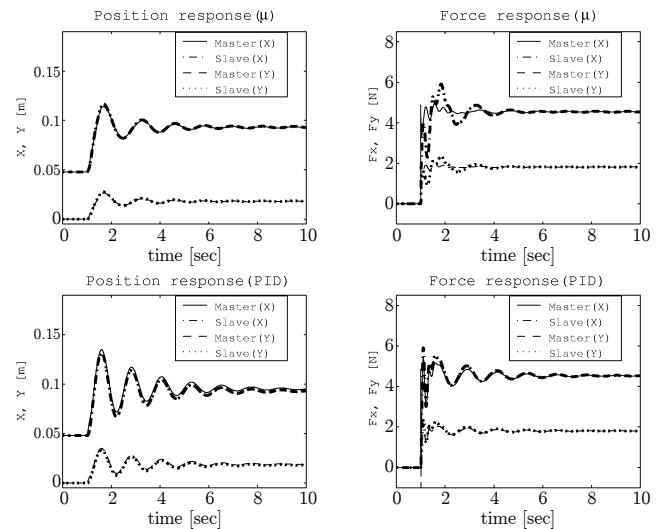 Position response(μ)
Master(X)
Slave(X)
Master(Y)
Slave(Y)
0.15
0.1
0.05
0
X, Y [m]
0 2 4 6 8 10
time [sec]
Force response(μ)
Master(X)
Slave(X)
Master(Y)
Slave(Y)
8
6
4
2
0
Fx, Fy [N]
0 2 4 6 8 10
time [sec]
Position response(PID)
Master(X)
Slave(X)
Master(Y)
Slave(Y)
0.15
0.1
0.05
0
X, Y [m]
0 2 4 6 8 10
time [sec]
Force response(PID)
Master(X)
Slave(X)
Master(Y)
Slave(Y)
8
6
4
2
0
Fx, Fy [N]
0 2 4 6 8 10
time [sec]